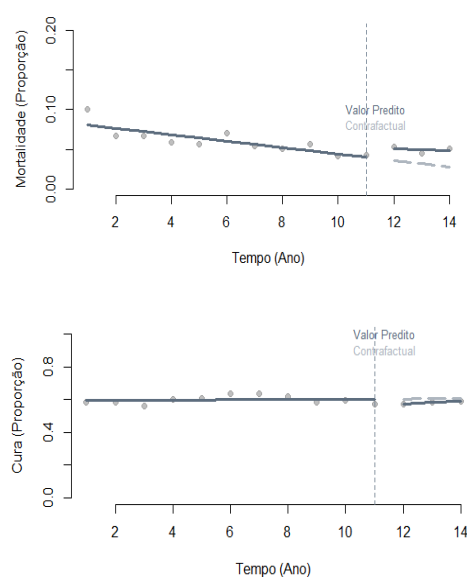 Mortalidade (Proporção)
0.20
0.10
0.00
Valor Predito
Contrafactual
2 4 6 8 10 12 14
Tempo (Ano)
Cura (Proporção)
0.8
0.4
0.0
Valor Predito
Contrafactual
2 4 6 8 10 12 14
Tempo (Ano)